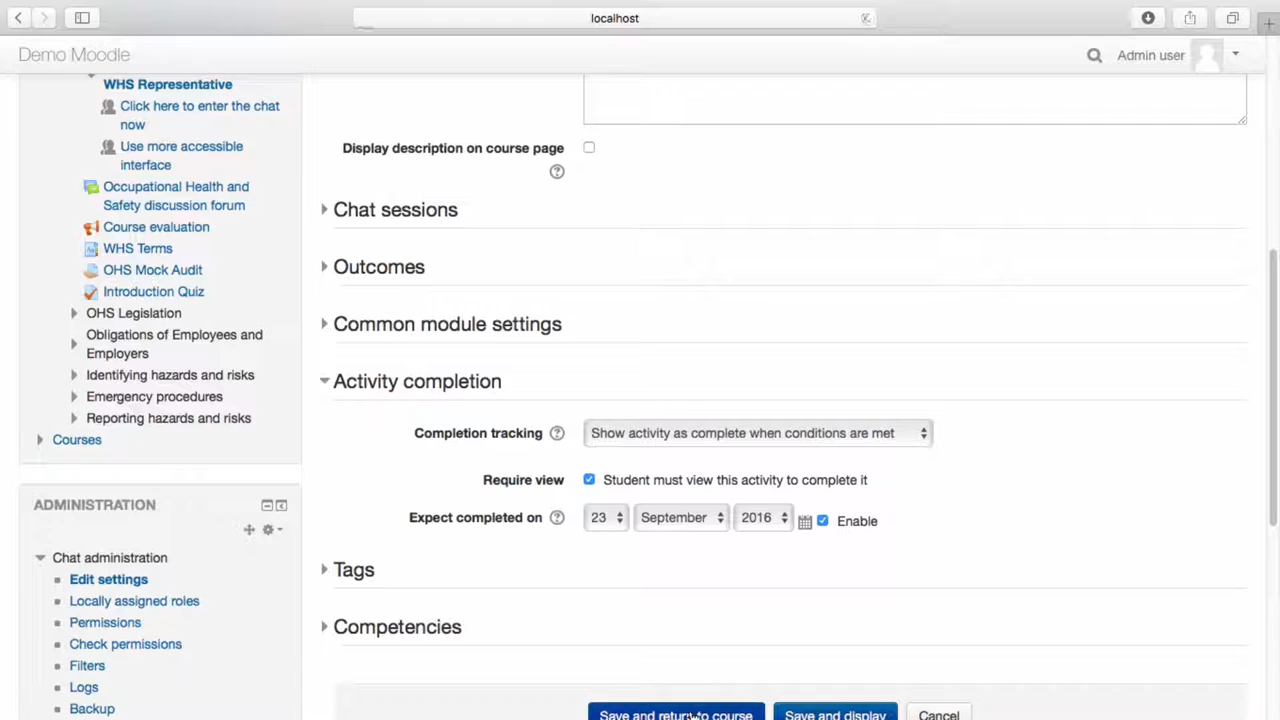 localhost
Demo Moodle
Admin user
WHS Representative
Click here to enter the chat
now
Use more accessible
interface
Occupational Health and
Safety discussion forum
Course evaluation
WHS Terms
OHS Mock Audit
Introduction Quiz
OHS Legislation
Obligations of Employees and
Employers
Identifying hazards and risks
Emergency procedures
Reporting hazards and risks
Courses
ADMINISTRATION
Chat administration
Edit settings
Locally assigned roles
Permissions
Check permissions
Filters
Logs
Backup
Display description on course page
Chat sessions
Outcomes
Common module settings
Activity completion
Completion tracking Show activity as complete when conditions are met
Require view Student must view this activity to complete it
Expect completed on 23 September 2016 Enable
Tags
Competencies
Save and return to course Save and display Cancel